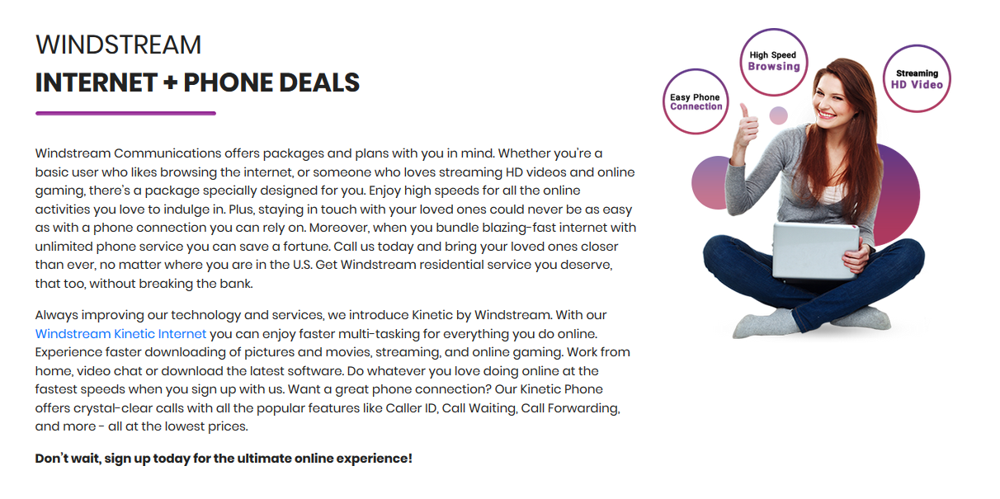 WINDSTREAM
INTERNET + PHONE DEALS
Windstream Communications offers packages and plans with you in mind. Whether you're a
basic user who likes browsing the internet, or someone who loves streaming HD videos and online
gaming, there's a package specially designed for you. Enjoy high speeds for all the online
activities you love to indulge in. Plus, staying in touch with your loved ones could never be as easy
as with a phone connection you can rely on. Moreover, when you bundle blazing-fast internet with
unlimited phone service you can save a fortune. Call us today and bring your loved ones closer
than ever, no matter where you are in the U.S. Get Windstream residential service you deserve,
that too, without breaking the bank.
Always improving our technology and services, we introduce Kinetic by Windstream. With our
Windstream Kinetic Internet you can enjoy faster multi-tasking for everything you do online.
Experience faster downloading of pictures and movies, streaming, and online gaming. Work from
home, video chat or download the latest software. Do whatever you love doing online at the
fastest speeds when you sign up with us. Want a great phone connection? Our Kinetic Phone
offers crystal-clear calls with all the popular features like Caller ID, Call Waiting, Call Forwarding,
and more - all at the lowest prices.
Don't wait, sign up today for the ultimate online experience!
Easy Phone
Connection
High Speed
Browsing
Streaming
HD Video